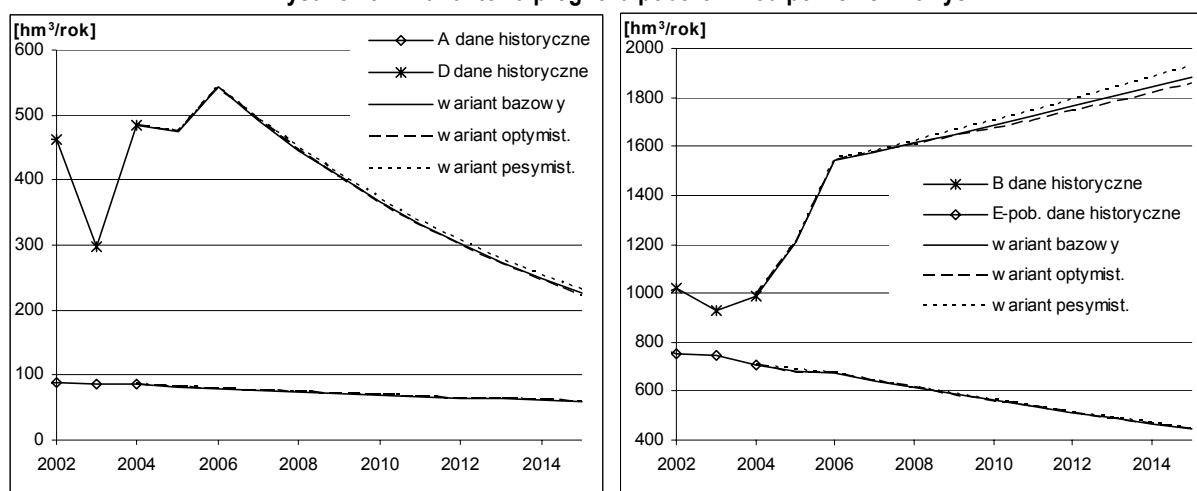 [hm³/rok]
A dane historyczne
D dane historyczne
wariant bazowy
wariant optymist.
wariant pesymist.
600
500
400
300
200
100
0
2002 2004 2006 2008 2010 2012 2014
[hm³/rok]
2000
1800
1600
1400
1200
1000
800
600
400
B dane historyczne
E-pob. dane historyczne
wariant bazowy
wariant optymist.
wariant pesymist.
2002 2004 2006 2008 2010 2012 2014